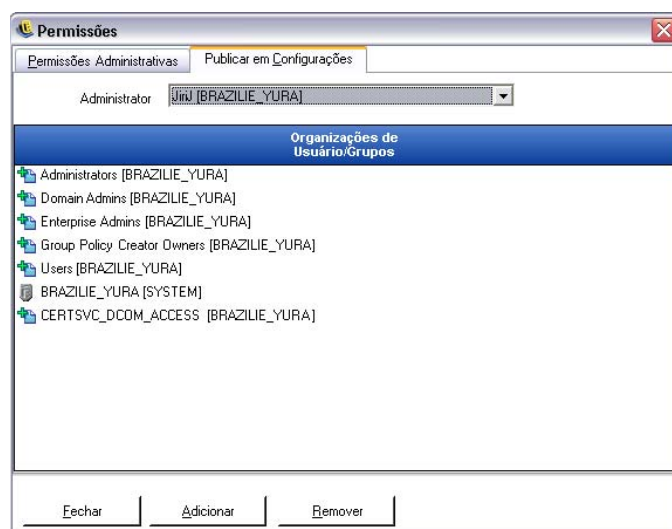 Permissões
Permissões Administrativas
Publicar em Configurações
Administrator
JiriJ [BRAZILIE_YURA]
Organizações de
Usuário/Grupos
Administrators [BRAZILIE_YURA]
Domain Admins [BRAZILIE_YURA]
Enterprise Admins [BRAZILIE_YURA]
Group Policy Creator Owners [BRAZILIE_YURA]
Users [BRAZILIE_YURA]
BRAZILIE_YURA [SYSTEM]
CERTSVC_DCOM_ACCESS [BRAZILIE_YURA]
Fechar Adicionar Remover